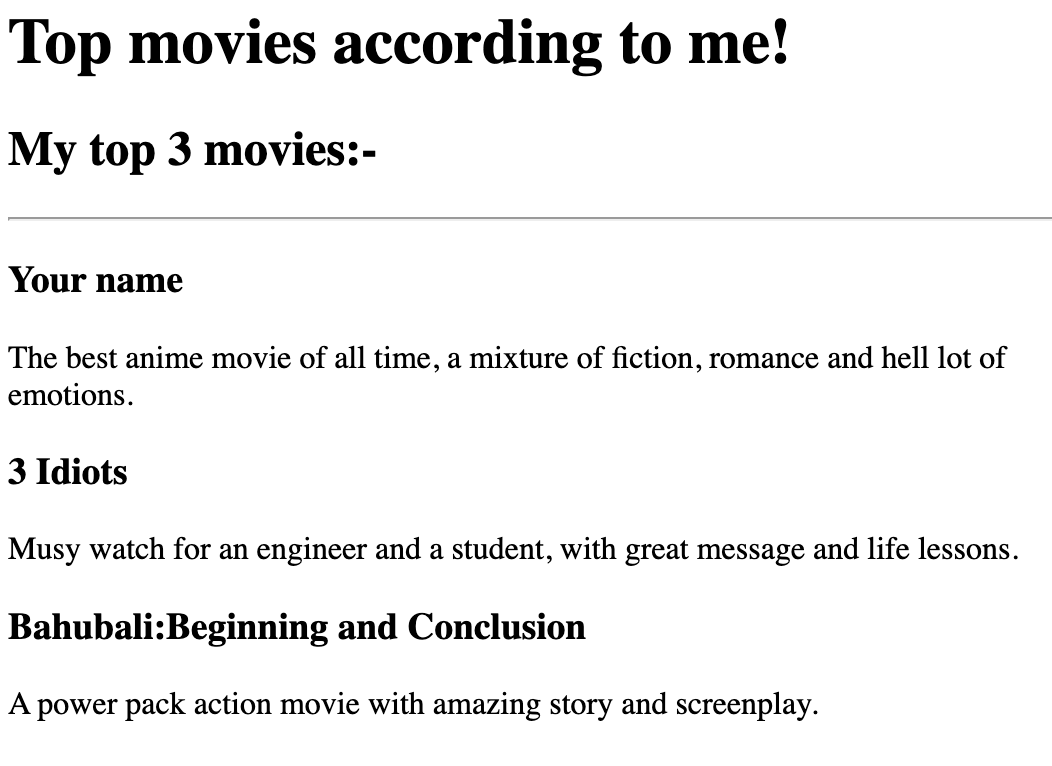 Top movies according to me!
My top 3 movies:-
Your name
The best anime movie of all time, a mixture of fiction, romance and hell lot of
emotions.
3 Idiots
Musy watch for an engineer and a student, with great message and life lessons.
Bahubali:Beginning and Conclusion
A power pack action movie with amazing story and screenplay.